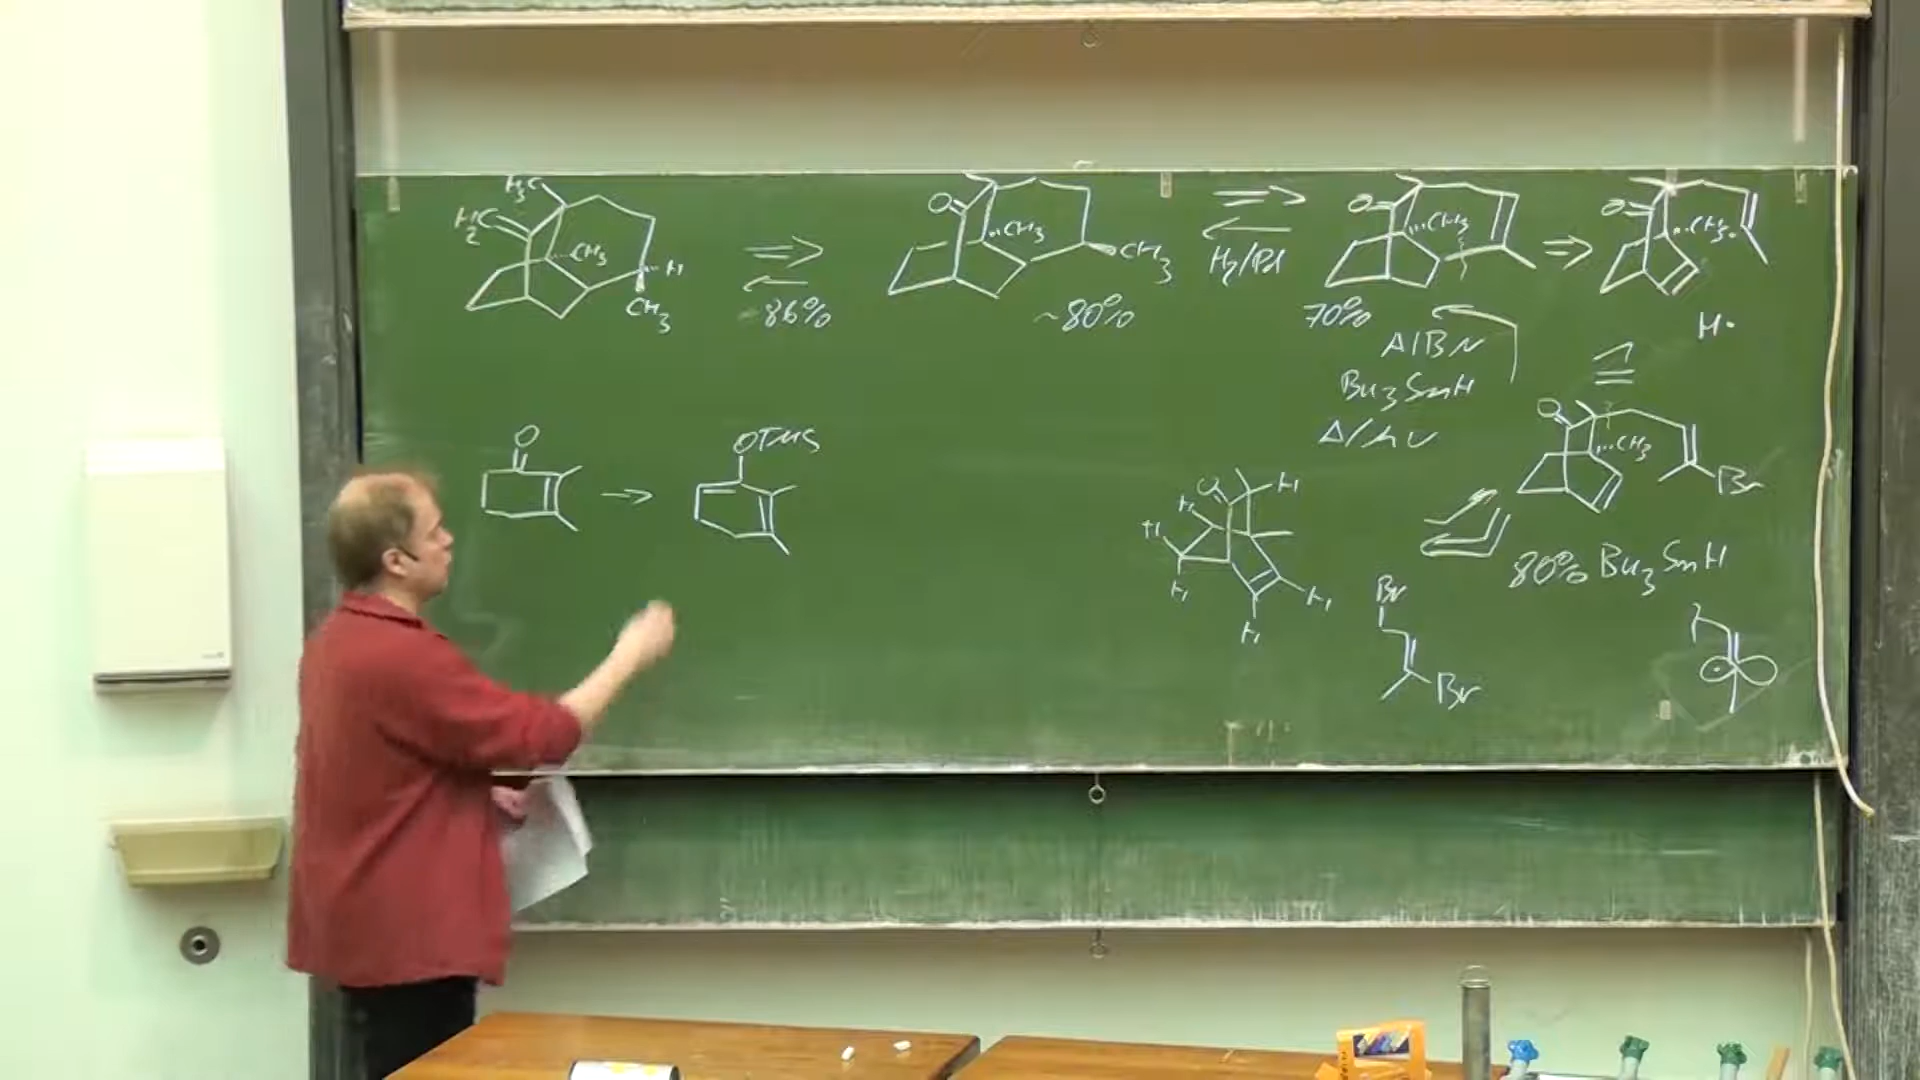 H₃C
H₂C
CH₃
H
CH₃
86%
O
CH₃
CH₃
~80%
H₂/Pd
O
CH₃
70%
AIBN
Bu₃SnH
Δ/hν
O
CH₃
H·
O
CH₃
Br
80% Bu₃SnH
O
OTMS
O
H
H
H
H
H
H
Br
Br